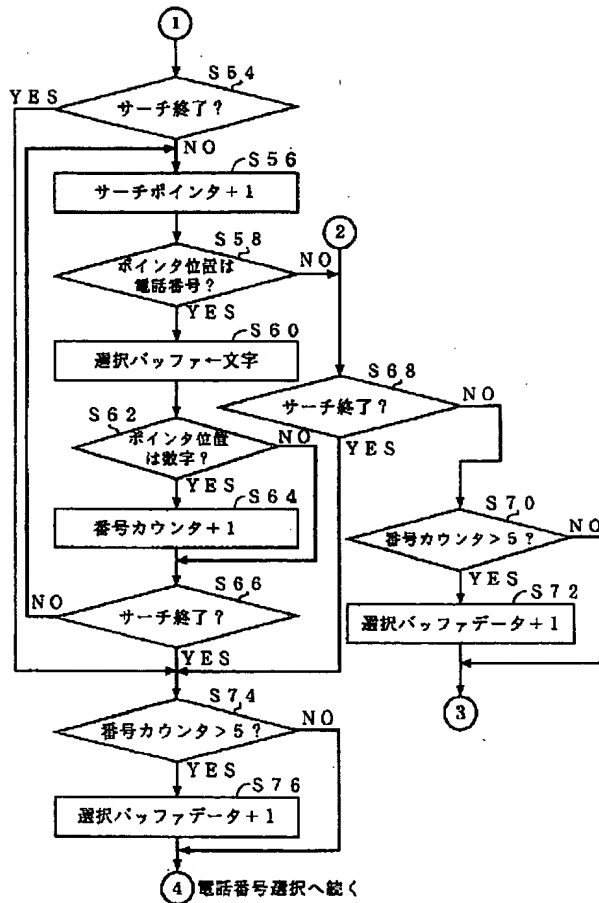 1
S54
YES
サーチ終了？
NO
S56
サーチポインタ＋1
S58
2
ポインタ位置は
電話番号？
NO
YES
S60
選択バッファ←文字
S68
サーチ終了？
NO
YES
S62
ポインタ位置
は数字？
NO
YES
S64
番号カウンタ＋1
S70
番号カウンタ＞5？
NO
YES
S66
NO
サーチ終了？
YES
S72
選択バッファデータ＋1
3
S74
番号カウンタ＞5？
NO
YES
S76
選択バッファデータ＋1
4 電話番号選択へ続く